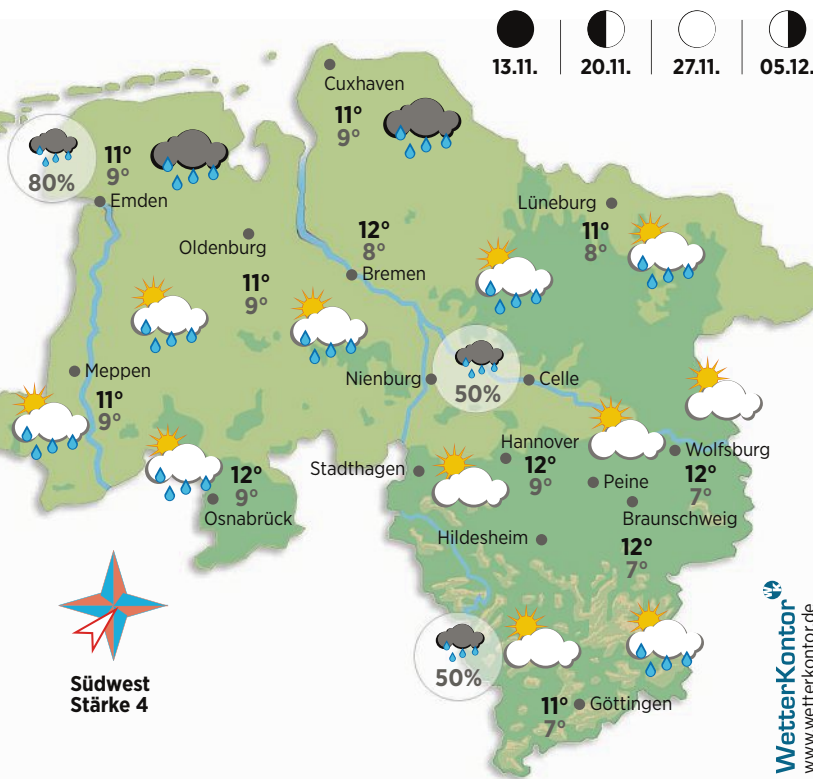 13.11.
20.11.
27.11.
05.12.
Cuxhaven
11°
9°
80%
11°
9°
Emden
Lüneburg
11°
8°
Oldenburg
11°
9°
12°
8°
Bremen
Meppen
11°
9°
Nienburg
50%
Celle
Stadthagen
Hannover
12°
9°
Wolfsburg
12°
7°
Peine
Braunschweig
12°
7°
12°
9°
Osnabrück
Hildesheim
Südwest
Stärke 4
50%
11°
7°
Göttingen
WK
WetterKontor
www.wetterkontor.de